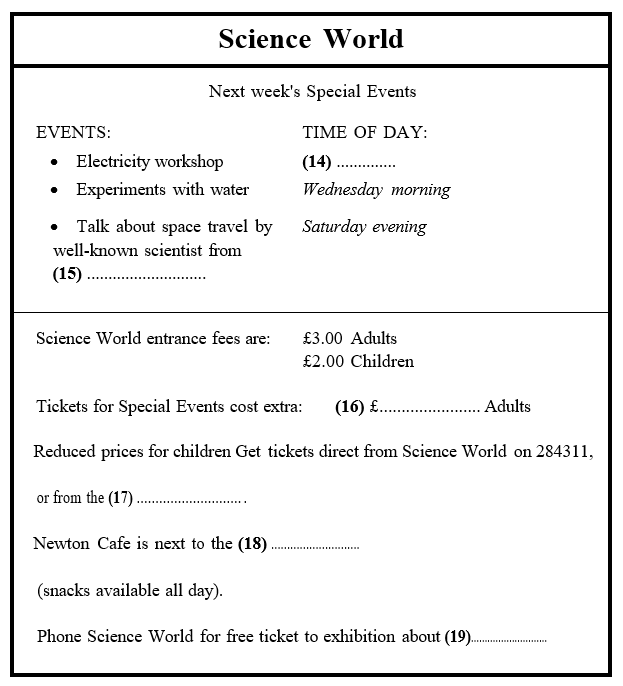 Science World
Next week's Special Events
EVENTS: TIME OF DAY:
• Electricity workshop (14) ..............
• Experiments with water Wednesday morning
• Talk about space travel by Saturday evening
well-known scientist from
(15) ............................
Science World entrance fees are: £3.00 Adults
£2.00 Children
Tickets for Special Events cost extra: (16) £....................... Adults
Reduced prices for children Get tickets direct from Science World on 284311,
or from the (17) .............................
Newton Cafe is next to the (18) ............................
(snacks available all day).
Phone Science World for free ticket to exhibition about (19)...........................